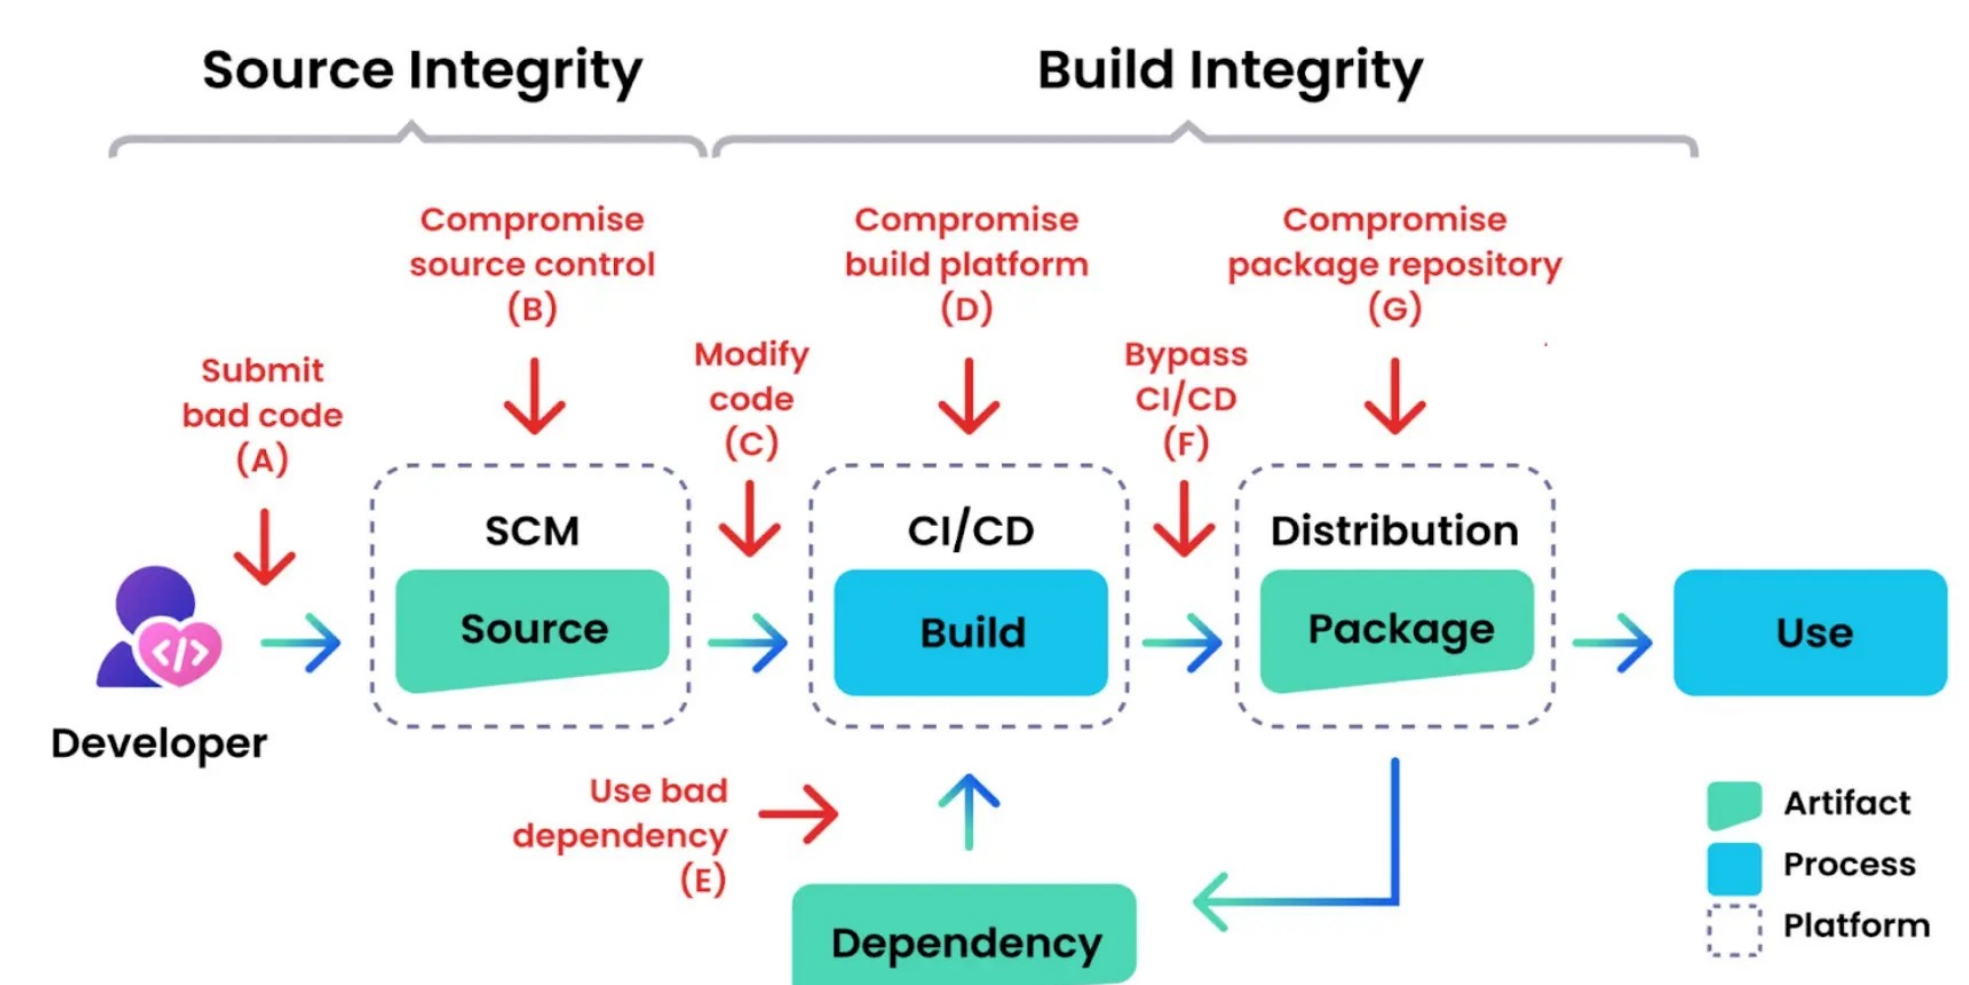 Source Integrity
Build Integrity
Compromise
source control
(B)
Compromise
build platform
(D)
Compromise
package repository
(G)
Submit
bad code
(A)
Modify
code
(C)
Bypass
CI/CD
(F)
SCM
Source
CI/CD
Build
Distribution
Package
Use
</>
Developer
Use bad
dependency
(E)
Dependency
Artifact
Process
Platform